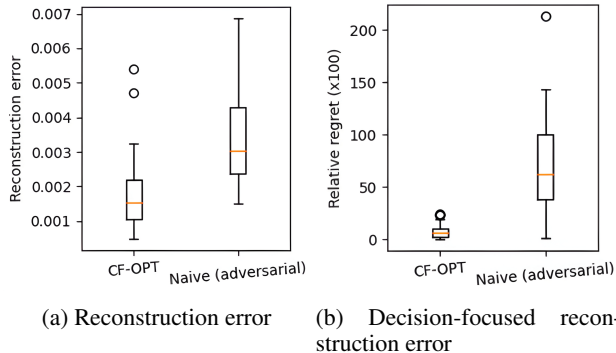 0.007
0.006
0.005
0.004
0.003
0.002
0.001
Reconstruction error
CF-OPT
Naive (adversarial)
200
150
100
50
0
Relative regret (x100)
CF-OPT
Naive (adversarial)
(a) Reconstruction error
(b) Decision-focused recon-
struction error